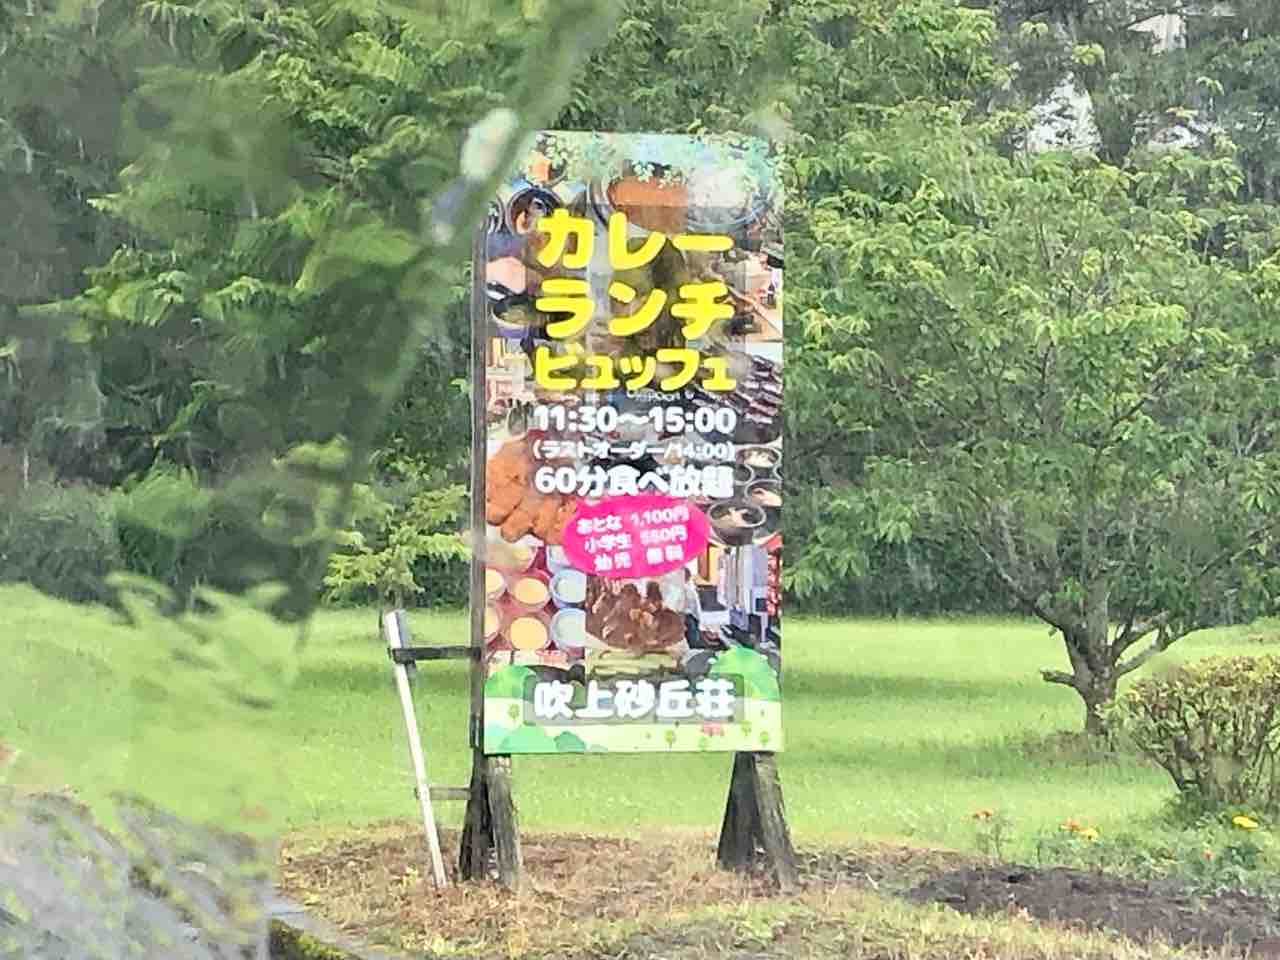 カレー
ランチ
ビュッフェ
11:30〜15:00
(ラストオーダー/14:00)
60分食べ放題
おとな 1,100円
小学生 550円
幼児 無料
吹上砂丘荘